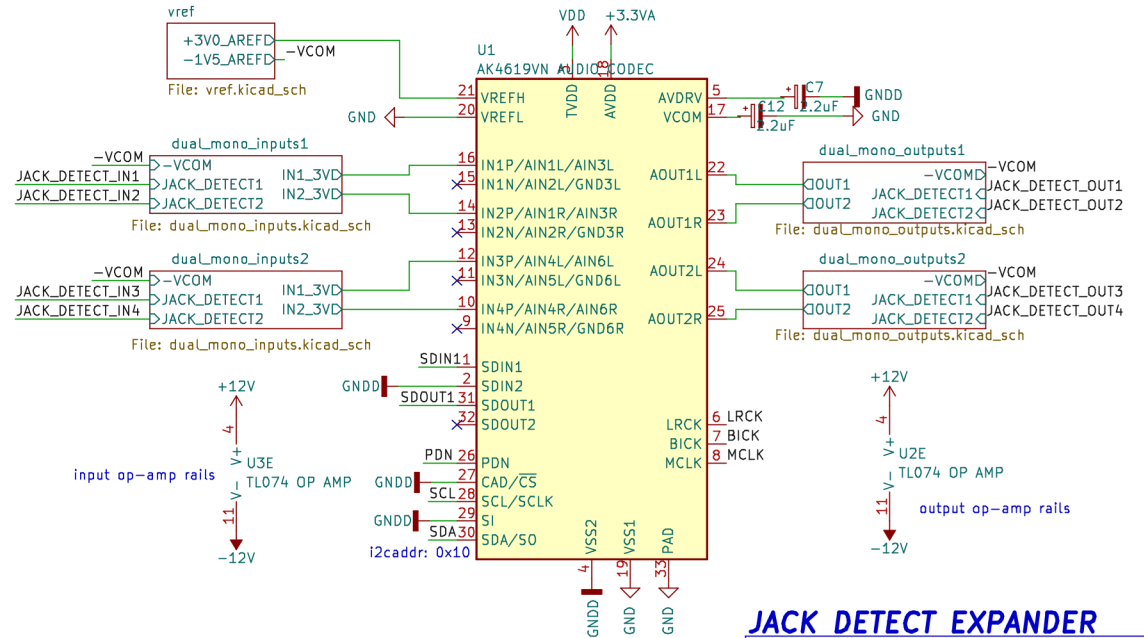 vref
+3V0_AREF
-1V5_AREF
-VCOM
File: vref.kicad_sch
GND
VDD
+3.3VA
U1
AK4619VN AUDIO CODEC
21 VREFH
20 VREFL
TVDD
18
AVDD
5 AVDRV
17 VCOM
C7
2.2uF
GNDD
C12
2.2uF
GND
dual_mono_inputs1
-VCOM
-VCOM
JACK_DETECT_IN1
JACK_DETECT1
JACK_DETECT_IN2
JACK_DETECT2
IN1_3V
IN2_3V
File: dual_mono_inputs.kicad_sch
dual_mono_inputs2
-VCOM
-VCOM
JACK_DETECT_IN3
JACK_DETECT1
JACK_DETECT_IN4
JACK_DETECT2
IN1_3V
IN2_3V
File: dual_mono_inputs.kicad_sch
16 IN1P/AIN1L/AIN3L
15 IN1N/AIN2L/GND3L
14 IN2P/AIN1R/AIN3R
13 IN2N/AIN2R/GND3R
12 IN3P/AIN4L/AIN6L
11 IN3N/AIN5L/GND6L
10 IN4P/AIN4R/AIN6R
9 IN4N/AIN5R/GND6R
SDIN1 1 SDIN1
GNDD 2 SDIN2
SDOUT1 31 SDOUT1
32 SDOUT2
PDN 26 PDN
GNDD 27 CAD/CS
SCL 28 SCL/SCLK
GNDD 29 SI
SDA 30 SDA/SO
i2caddr: 0x10
AOUT1L 22
AOUT1R 23
AOUT2L 24
AOUT2R 25
LRCK 6 LRCK
BICK 7 BICK
MCLK 8 MCLK
VSS2
4
GNDD
VSS1
19
GND
PAD
33
GND
dual_mono_outputs1
OUT1
OUT2
-VCOM
-VCOM
JACK_DETECT1
JACK_DETECT_OUT1
JACK_DETECT2
JACK_DETECT_OUT2
File: dual_mono_outputs.kicad_sch
dual_mono_outputs2
OUT1
OUT2
-VCOM
-VCOM
JACK_DETECT1
JACK_DETECT_OUT3
JACK_DETECT2
JACK_DETECT_OUT4
File: dual_mono_outputs.kicad_sch
+12V
4
V+
V-
11
-12V
U3E
TL074 OP AMP
input op-amp rails
+12V
4
V+
V-
11
-12V
U2E
TL074 OP AMP
output op-amp rails
JACK DETECT EXPANDER